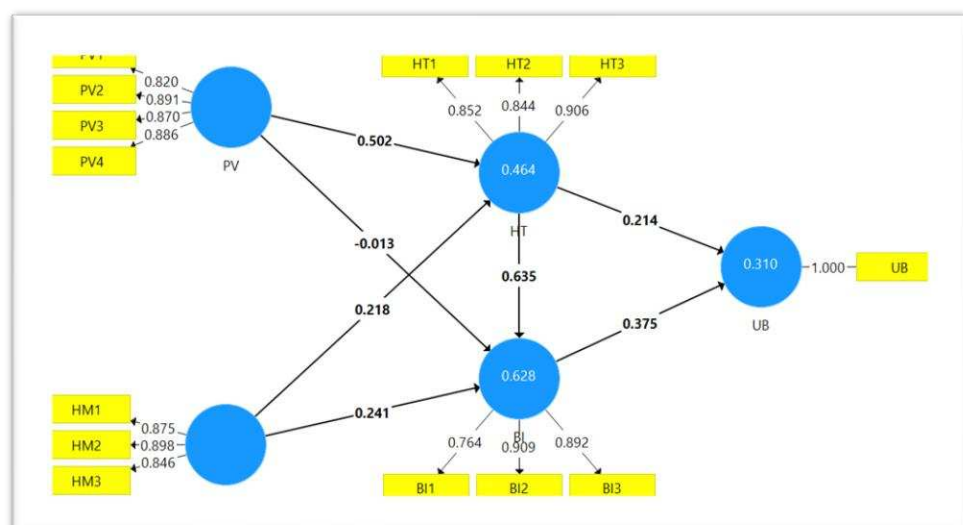 PV1
PV2
PV3
PV4
0.820
0.891
0.870
0.886
PV
HT1
HT2
HT3
0.852
0.844
0.906
0.502
0.464
HT
-0.013
0.218
0.635
0.214
0.310
1.000
UB
UB
0.375
0.241
0.628
BI
HM1
HM2
HM3
0.875
0.898
0.846
0.764
0.909
0.892
BI1
BI2
BI3